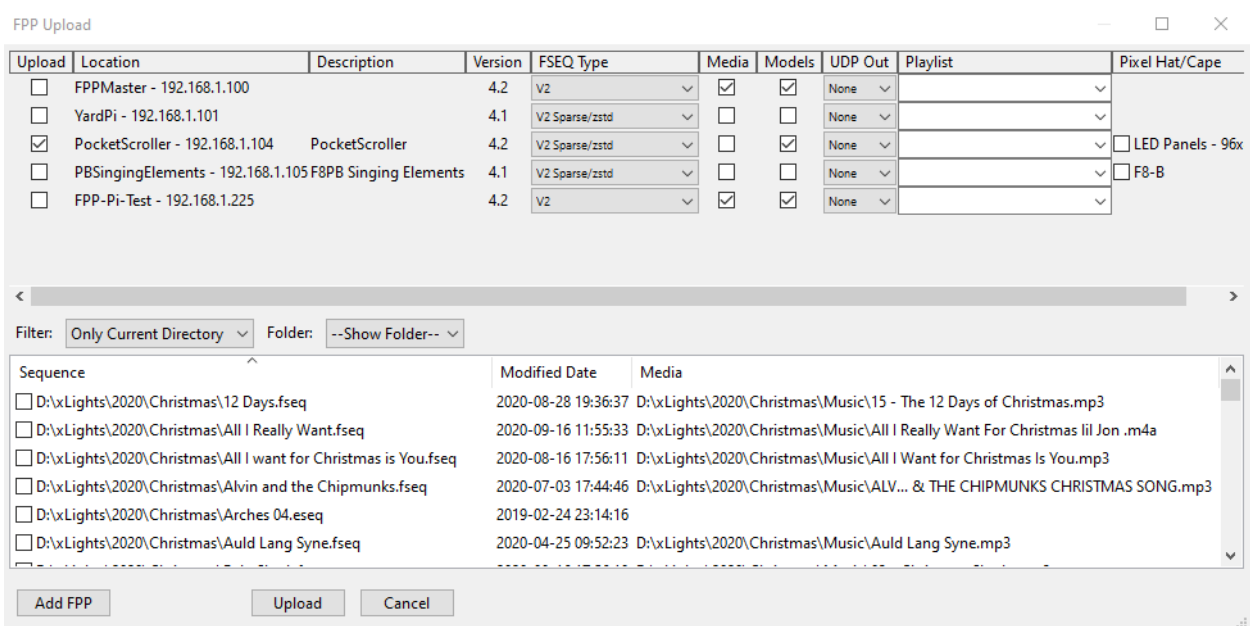 FPP Upload
Upload Location Description Version FSEQ Type Media Models UDP Out Playlist Pixel Hat/Cape
FPPMaster - 192.168.1.100 4.2 V2 None
YardPi - 192.168.1.101 4.1 V2 Sparse/zstd None
PocketScroller - 192.168.1.104 PocketScroller 4.2 V2 Sparse/zstd None LED Panels - 96x
PBSingingElements - 192.168.1.105 F8PB Singing Elements 4.1 V2 Sparse/zstd None F8-B
FPP-Pi-Test - 192.168.1.225 4.2 V2 None
Filter: Only Current Directory Folder: --Show Folder--
Sequence Modified Date Media
D:\xLights\2020\Christmas\12 Days.fseq 2020-08-28 19:36:37 D:\xLights\2020\Christmas\Music\15 - The 12 Days of Christmas.mp3
D:\xLights\2020\Christmas\All I Really Want.fseq 2020-09-16 11:55:33 D:\xLights\2020\Christmas\Music\All I Really Want For Christmas lil Jon .m4a
D:\xLights\2020\Christmas\All I want for Christmas is You.fseq 2020-08-16 17:56:11 D:\xLights\2020\Christmas\Music\All I Want for Christmas Is You.mp3
D:\xLights\2020\Christmas\Alvin and the Chipmunks.fseq 2020-07-03 17:44:46 D:\xLights\2020\Christmas\Music\ALV... & THE CHIPMUNKS CHRISTMAS SONG.mp3
D:\xLights\2020\Christmas\Arches 04.eseq 2019-02-24 23:14:16
D:\xLights\2020\Christmas\Auld Lang Syne.fseq 2020-04-25 09:52:23 D:\xLights\2020\Christmas\Music\Auld Lang Syne.mp3
Add FPP Upload Cancel